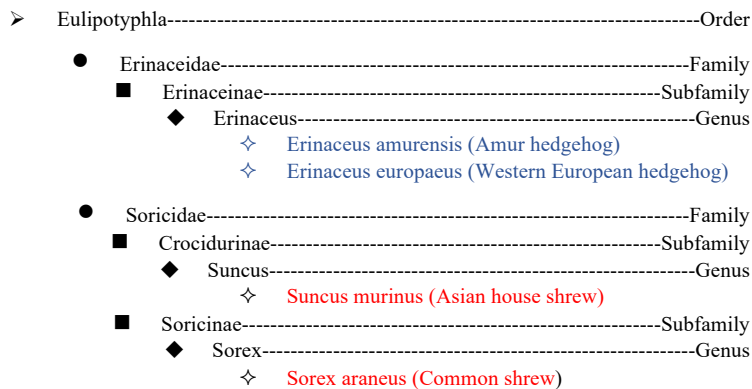 ➢ Eulipotyphla-----------------------------------------------------------------------------------Order
● Erinaceidae-----------------------------------------------------------------------Family
■ Erinaceinae------------------------------------------------------------Subfamily
◆ Erinaceus------------------------------------------------------------Genus
✧ Erinaceus amurensis (Amur hedgehog)
✧ Erinaceus europaeus (Western European hedgehog)
● Soricidae-------------------------------------------------------------------------Family
■ Crocidurinae-----------------------------------------------------------Subfamily
◆ Suncus----------------------------------------------------------------Genus
✧ Suncus murinus (Asian house shrew)
■ Soricinae---------------------------------------------------------------Subfamily
◆ Sorex-----------------------------------------------------------------Genus
✧ Sorex araneus (Common shrew)